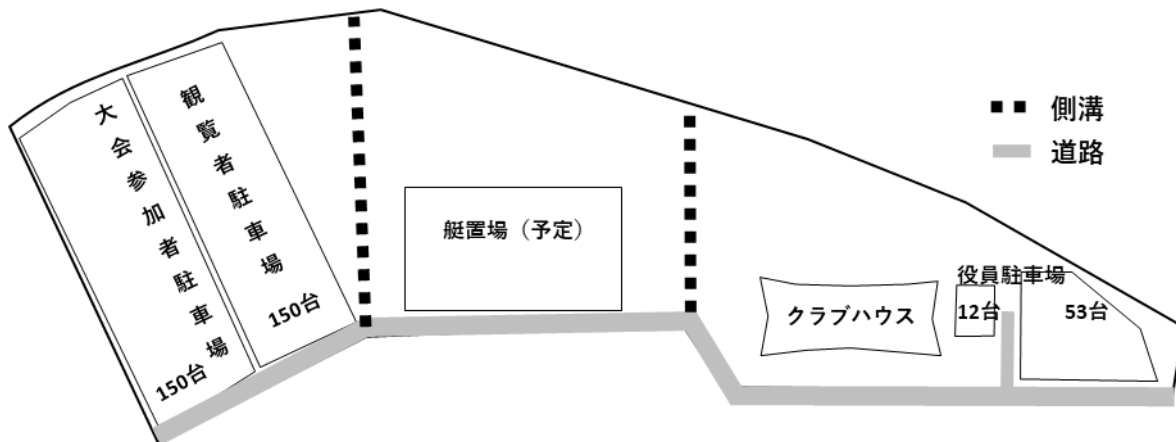 大会参加者駐車場
150台
観覧者駐車場
150台
艇置場（予定）
クラブハウス
役員駐車場
12台
53台
側溝
道路